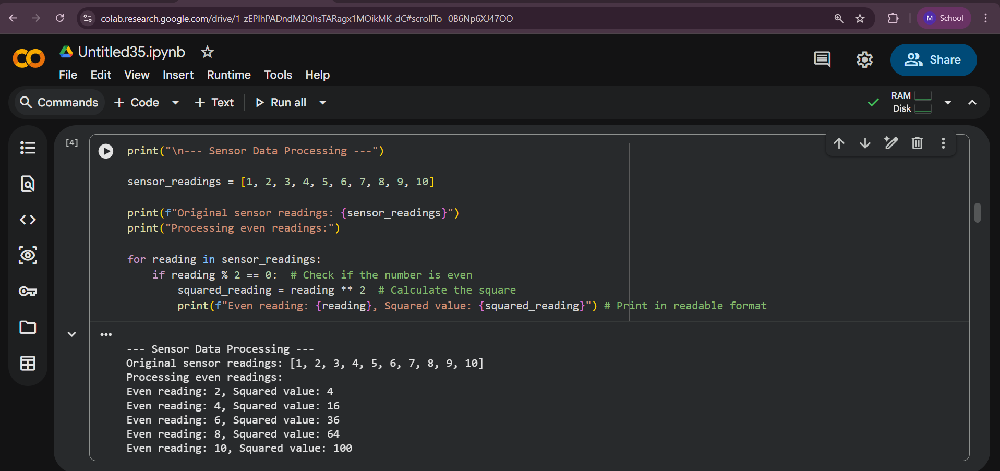 colab.research.google.com/drive/1_zEPlhPADndM2QhsTARagx1MOikMK-dC#scrollTo=0B6Np6XJ47OO
M School
CO Untitled35.ipynb
Share
File Edit View Insert Runtime Tools Help
Commands + Code + Text Run all
RAM
Disk
[4]
print("\n--- Sensor Data Processing ---")
sensor_readings = [1, 2, 3, 4, 5, 6, 7, 8, 9, 10]
print(f"Original sensor readings: {sensor_readings}")
print("Processing even readings:")
for reading in sensor_readings:
    if reading % 2 == 0:  # Check if the number is even
        squared_reading = reading ** 2  # Calculate the square
        print(f"Even reading: {reading}, Squared value: {squared_reading}") # Print in readable format
--- Sensor Data Processing ---
Original sensor readings: [1, 2, 3, 4, 5, 6, 7, 8, 9, 10]
Processing even readings:
Even reading: 2, Squared value: 4
Even reading: 4, Squared value: 16
Even reading: 6, Squared value: 36
Even reading: 8, Squared value: 64
Even reading: 10, Squared value: 100